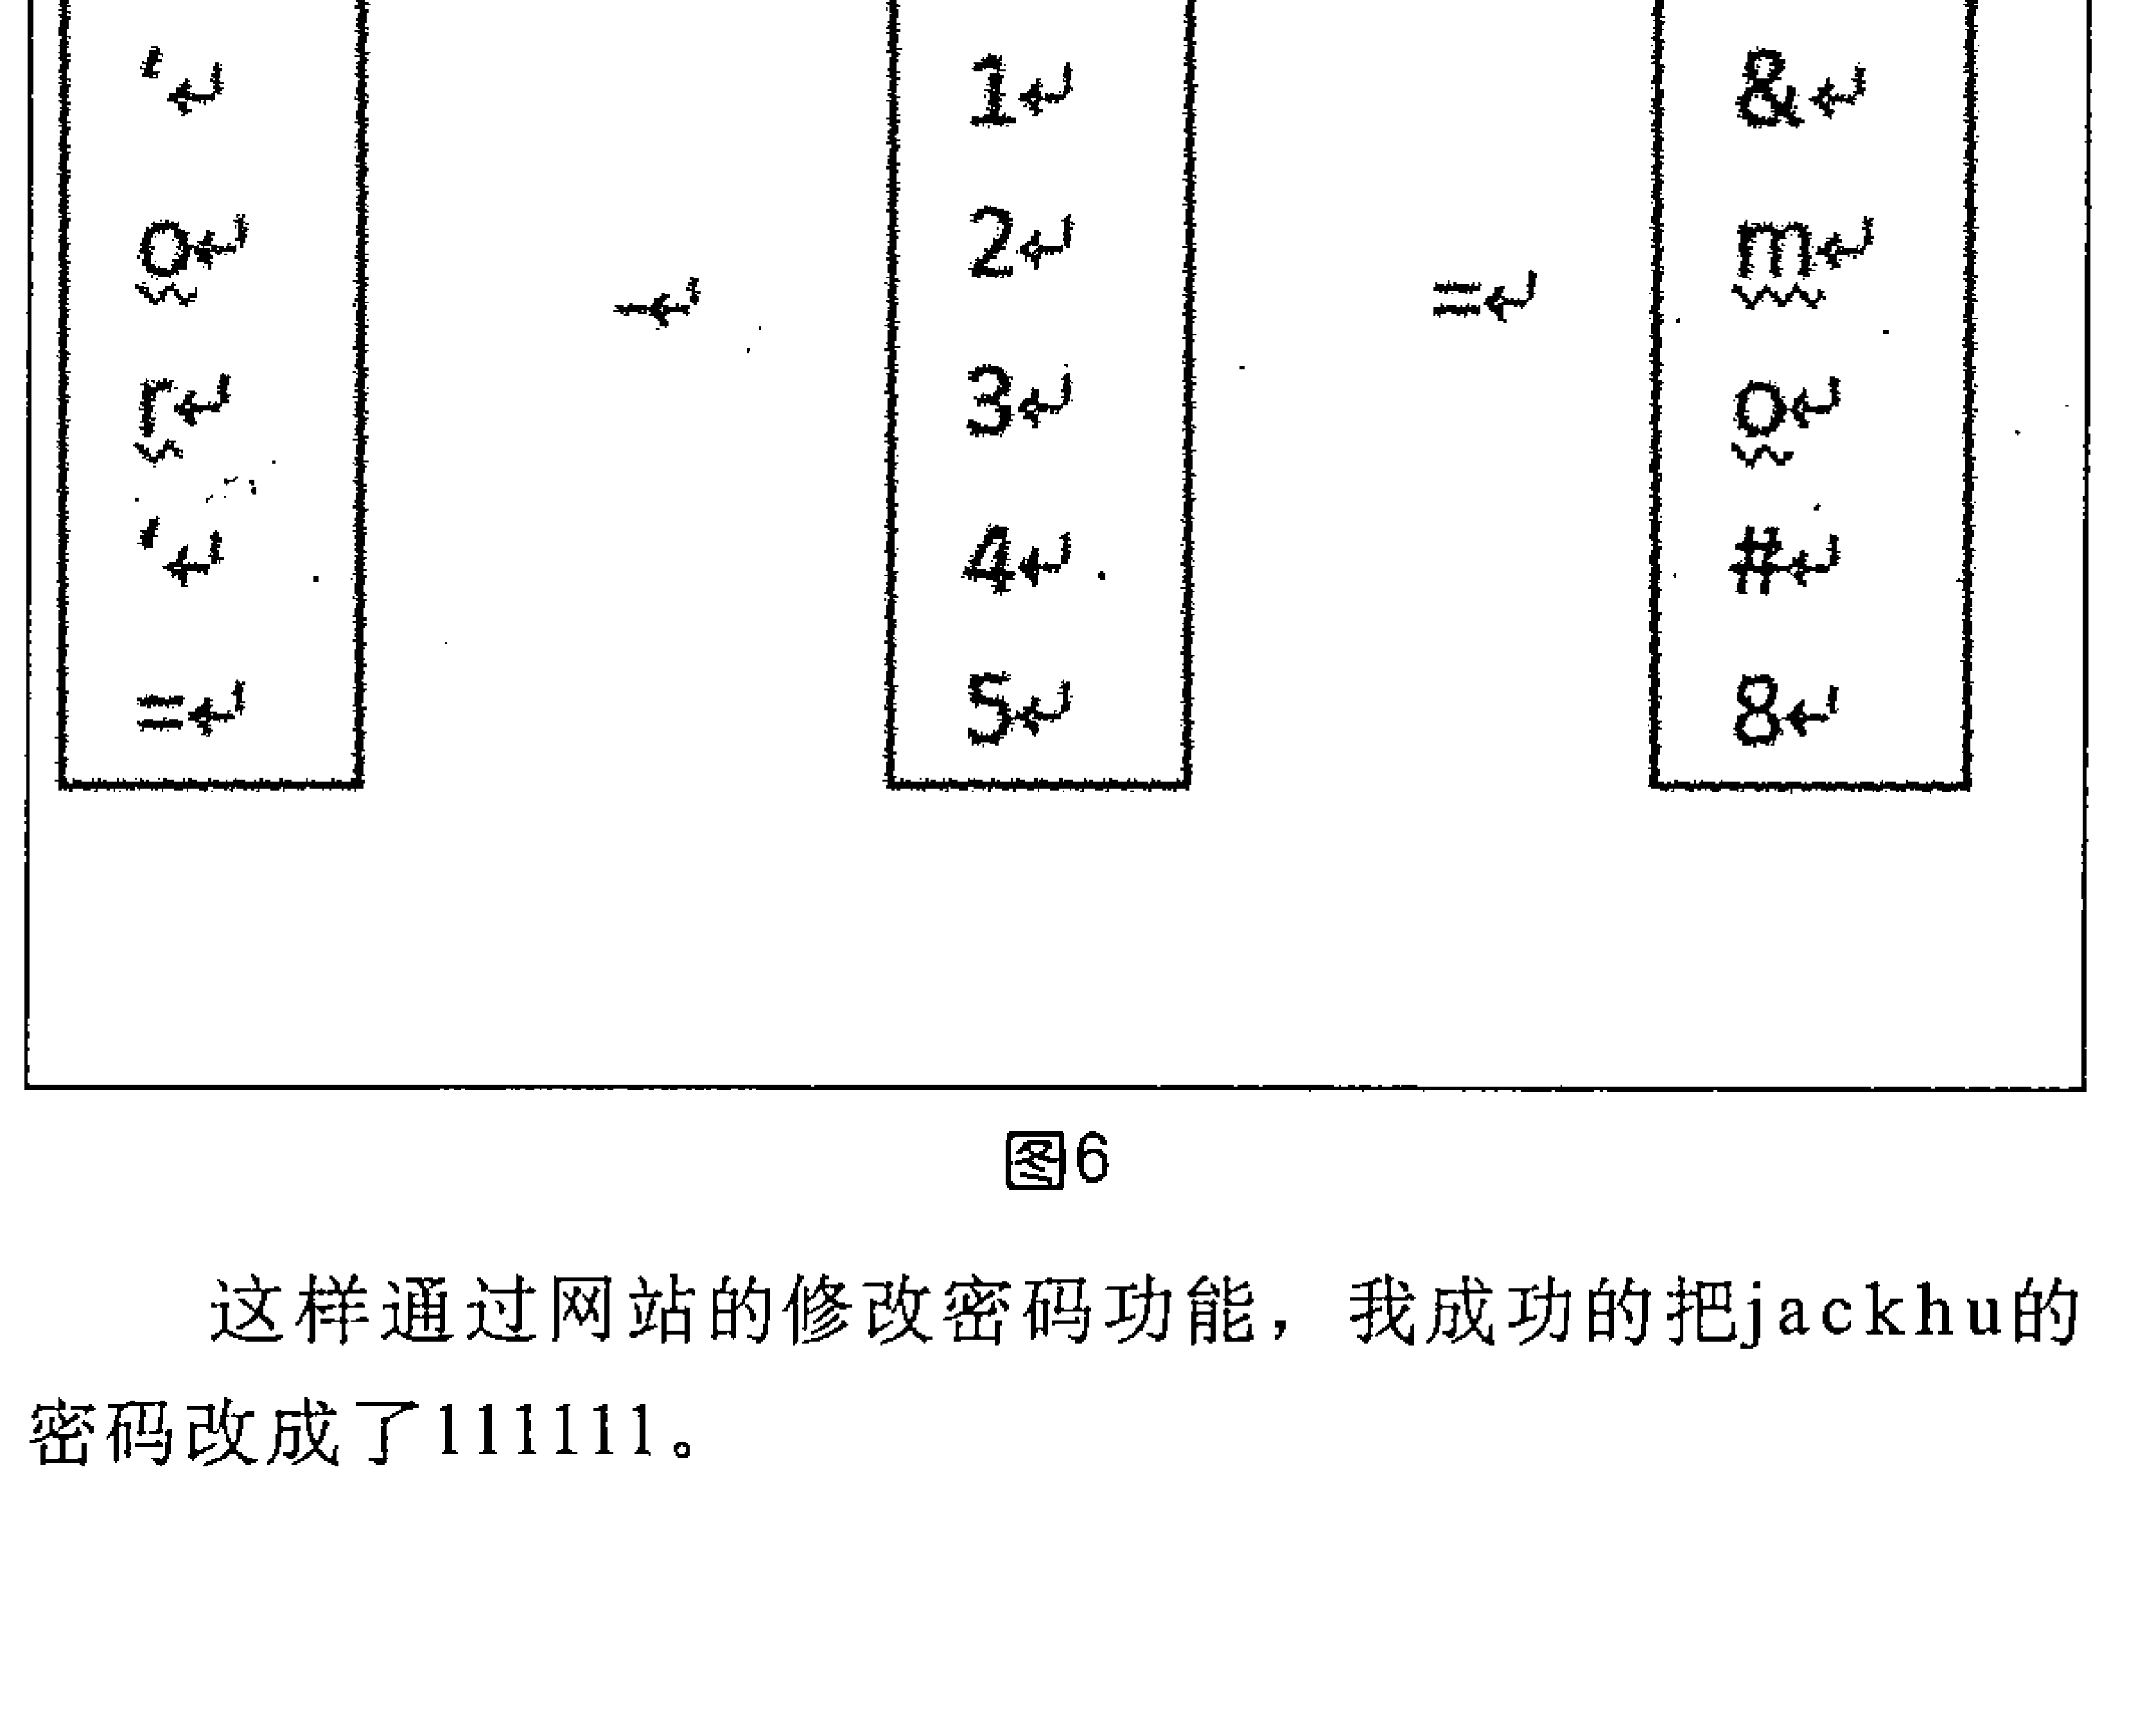 '↵
o↵
r↵
'↵
=↵
-↵
1↵
2↵
3↵
4↵
5↵
=↵
&↵
m↵
o↵
#↵
8↵
图6
这样通过网站的修改密码功能，我成功的把jackhu的
密码改成了111111。